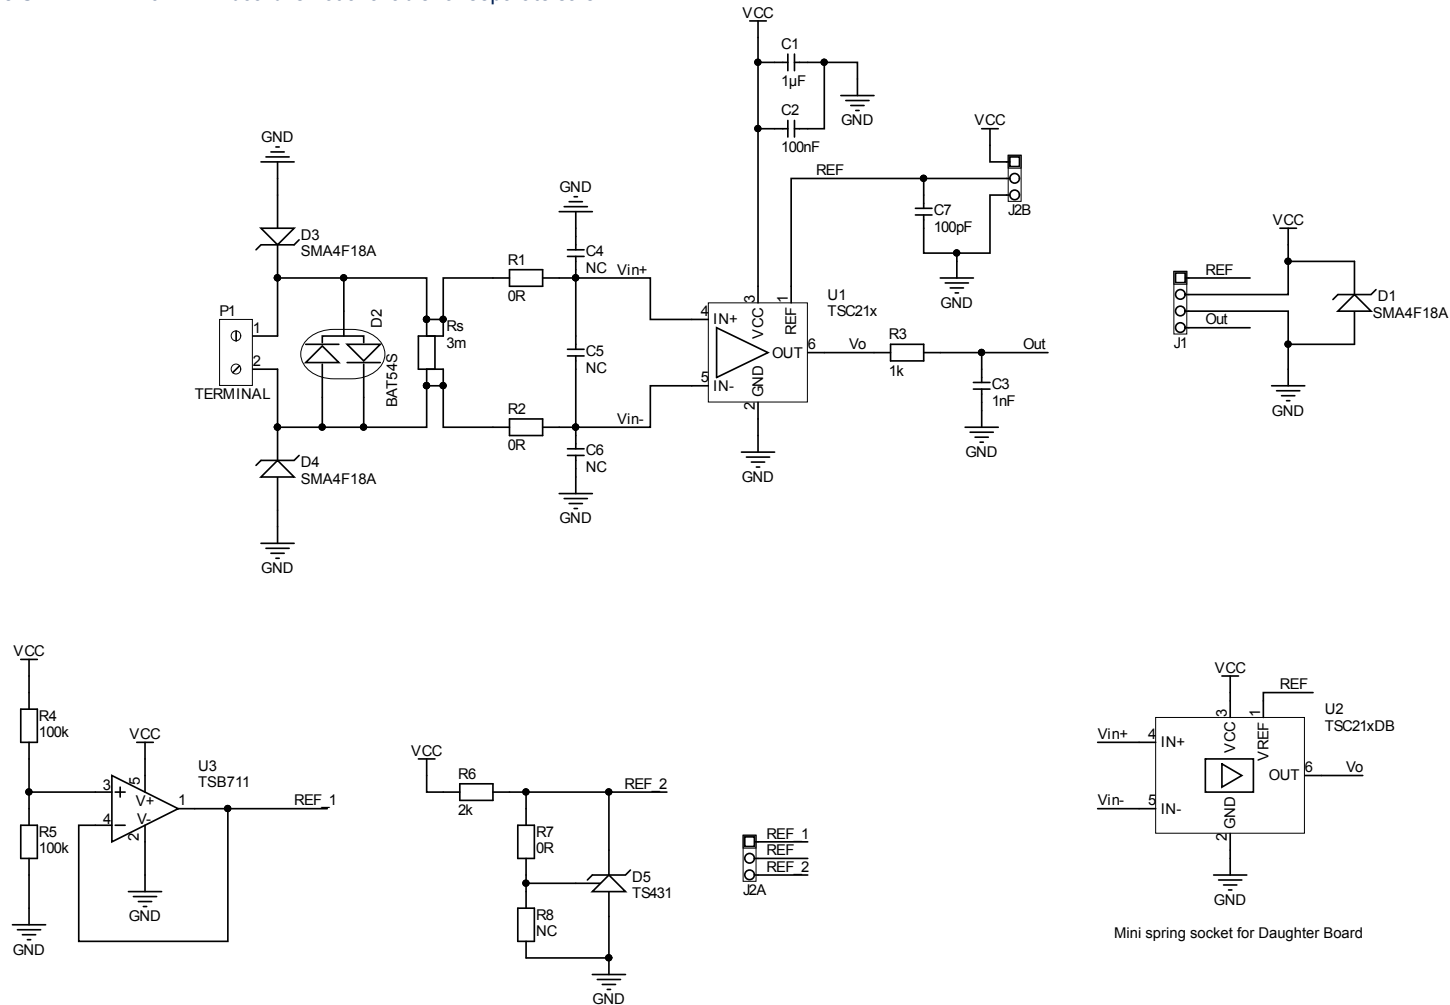 VCC
C1
1µF
GND
C2
100nF
VCC
REF
J2B
C7
100pF
GND
GND
D3
SMA4F18A
GND
C4
NC
R1
0R
Vin+
P1
1
2
TERMINAL
D2
BAT54S
Rs
3m
C5
NC
R2
0R
Vin-
C6
NC
GND
D4
SMA4F18A
GND
U1
TSC21x
3
1
4
IN+
VCC
REF
OUT
6
5
IN-
GND
2
GND
Vo
R3
1k
Out
C3
1nF
GND
VCC
REF
Out
J1
D1
SMA4F18A
GND
VCC
R4
100k
VCC
U3
TSB711
3
5
V+
1
REF_1
4
V-
2
R5
100k
GND
GND
VCC
R6
2k
REF_2
R7
0R
D5
TS431
R8
NC
GND
REF_1
REF
REF_2
J2A
VCC
REF
U2
TSC21xDB
3
1
Vin+
4
IN+
VCC
VREF
OUT
6
Vo
Vin-
5
IN-
GND
2
GND
Mini spring socket for Daughter Board